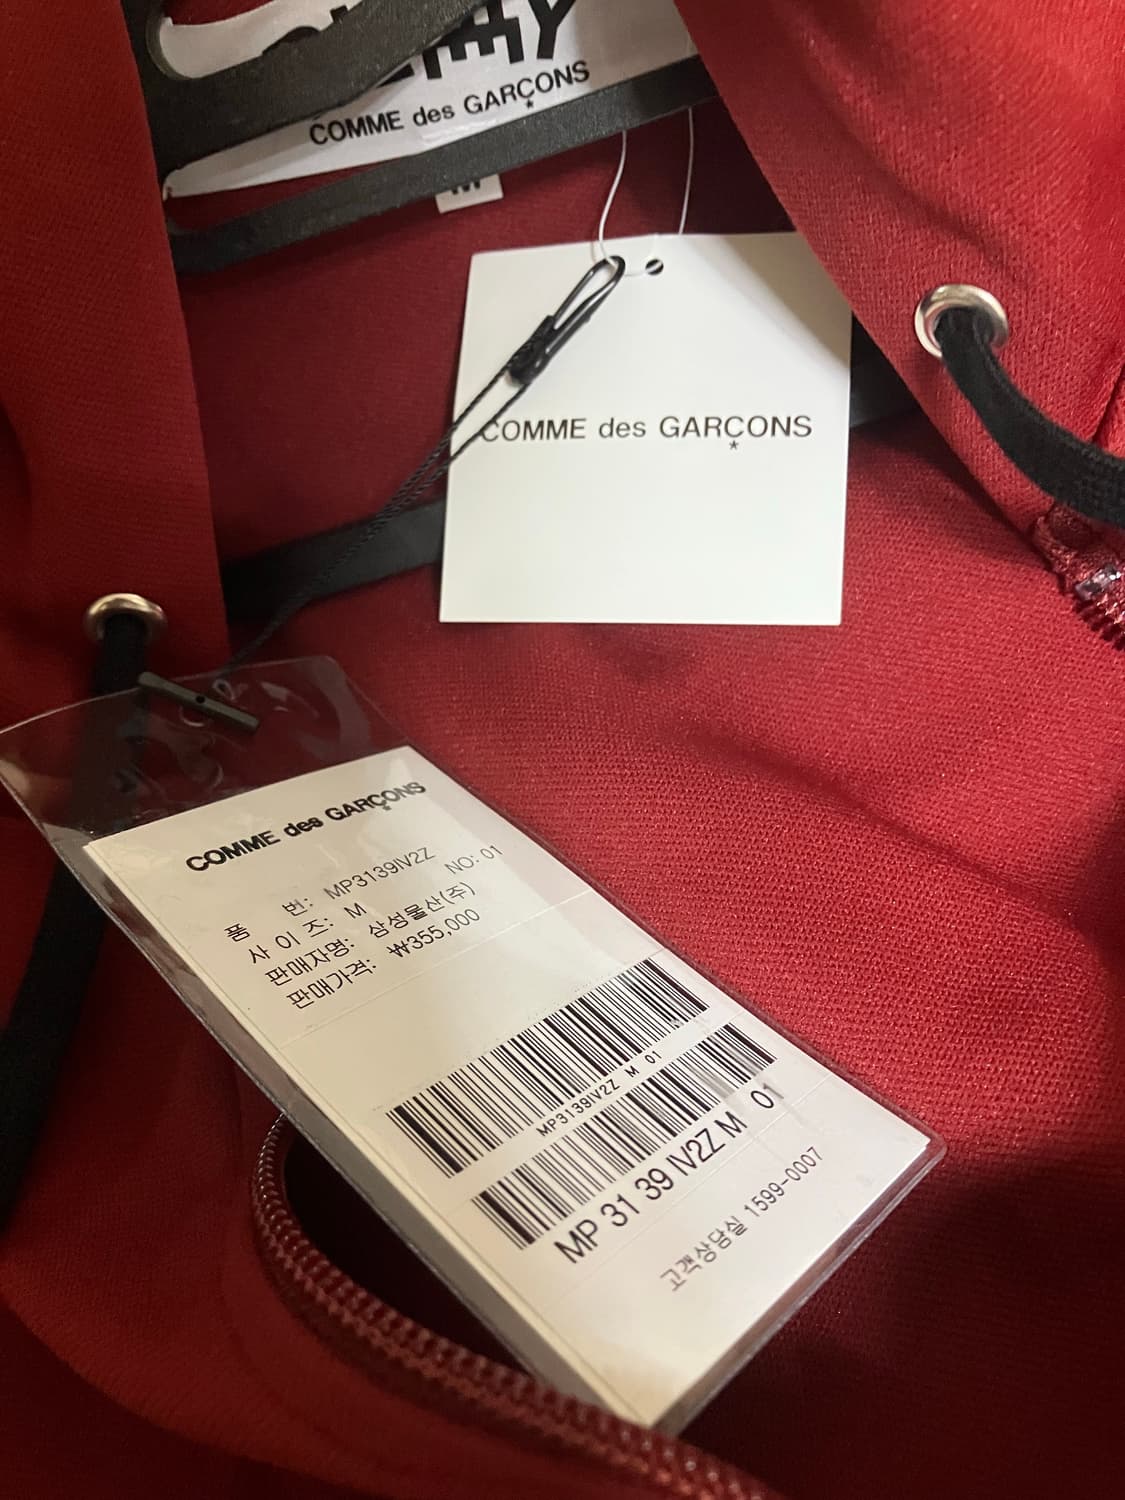 COMME des GARÇONS
M
COMME des GARÇONS
COMME des GARÇONS
품 번: MP3139IV2Z
사 이 즈: M NO: 01
판매자명: 삼성물산(주)
판매가격: ₩355,000
MP3139IV2Z M 01
MP 31 39 IV2Z M 01
고객상담실 1599-0007